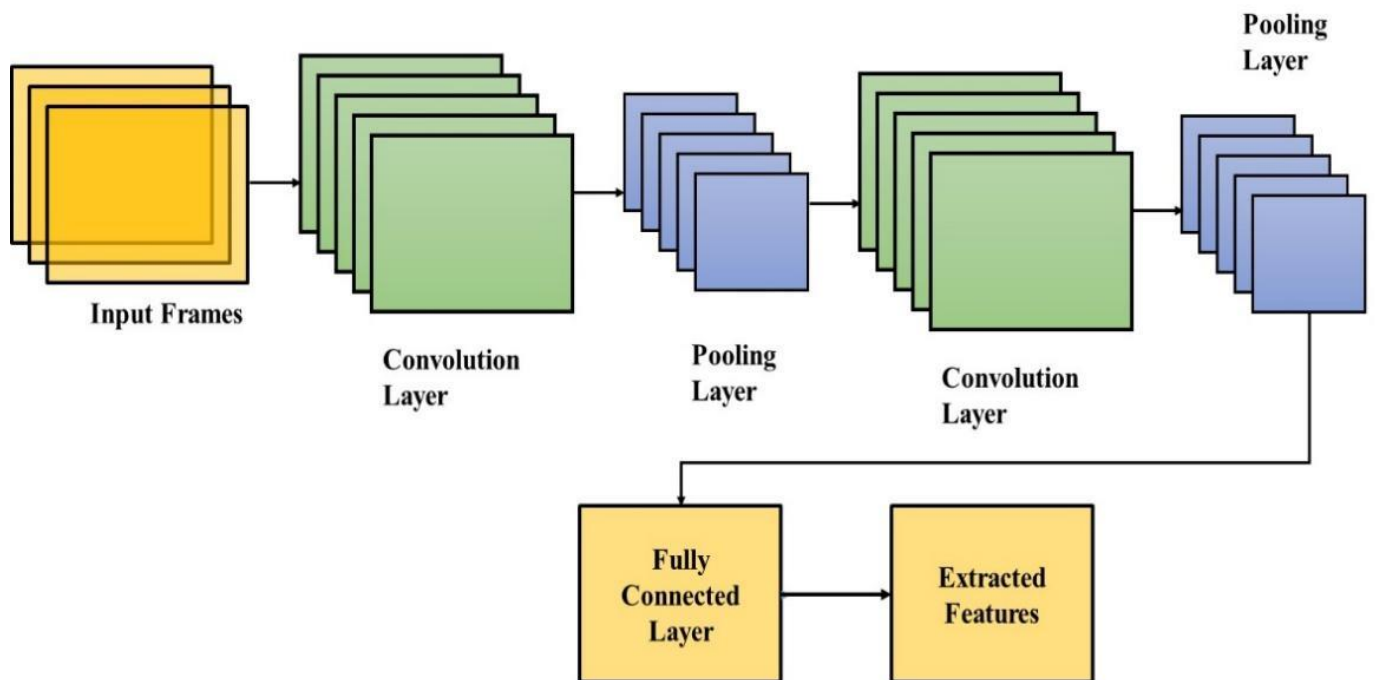 Input Frames
Convolution
Layer
Pooling
Layer
Convolution
Layer
Pooling
Layer
Fully
Connected
Layer
Extracted
Features